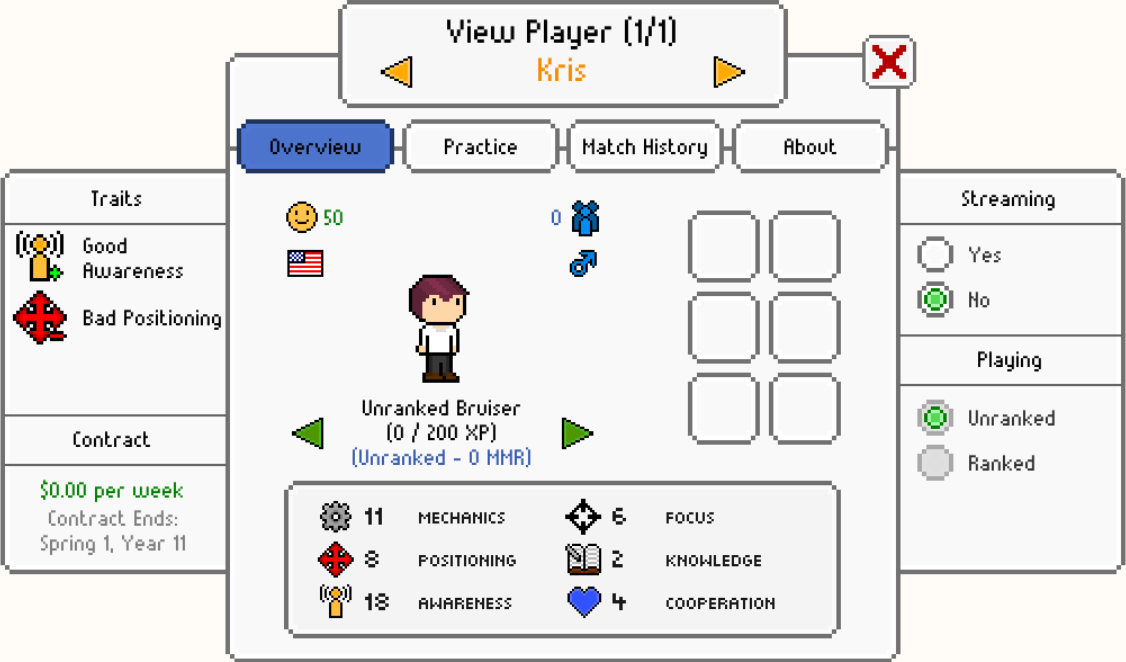 View Player (1/1)
Kris
Overview
Practice
Match History
About
Traits
Good
Awareness
Bad Positioning
Contract
$0.00 per week
Contract Ends:
Spring 1, Year 11
50
0
Unranked Bruiser
(0 / 200 XP)
(Unranked - 0 MMR)
11 MECHANICS
8 POSITIONING
18 AWARENESS
6 FOCUS
2 KNOWLEDGE
4 COOPERATION
Streaming
Yes
No
Playing
Unranked
Ranked